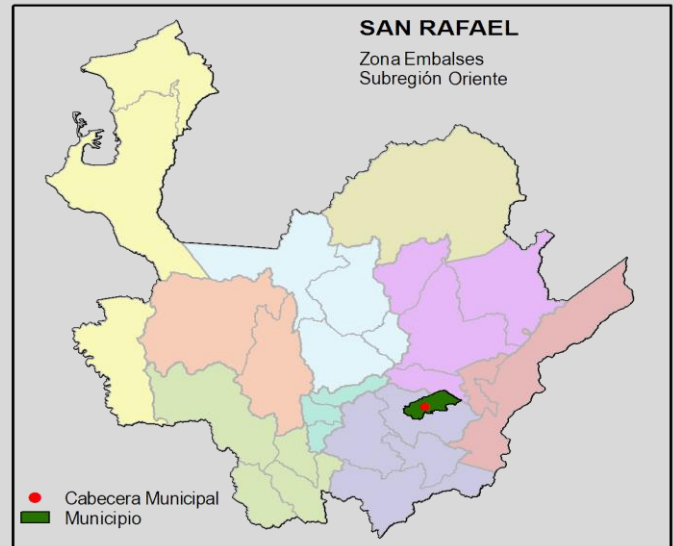 SAN RAFAEL
Zona Embalses
Subregión Oriente
Cabecera Municipal
Municipio